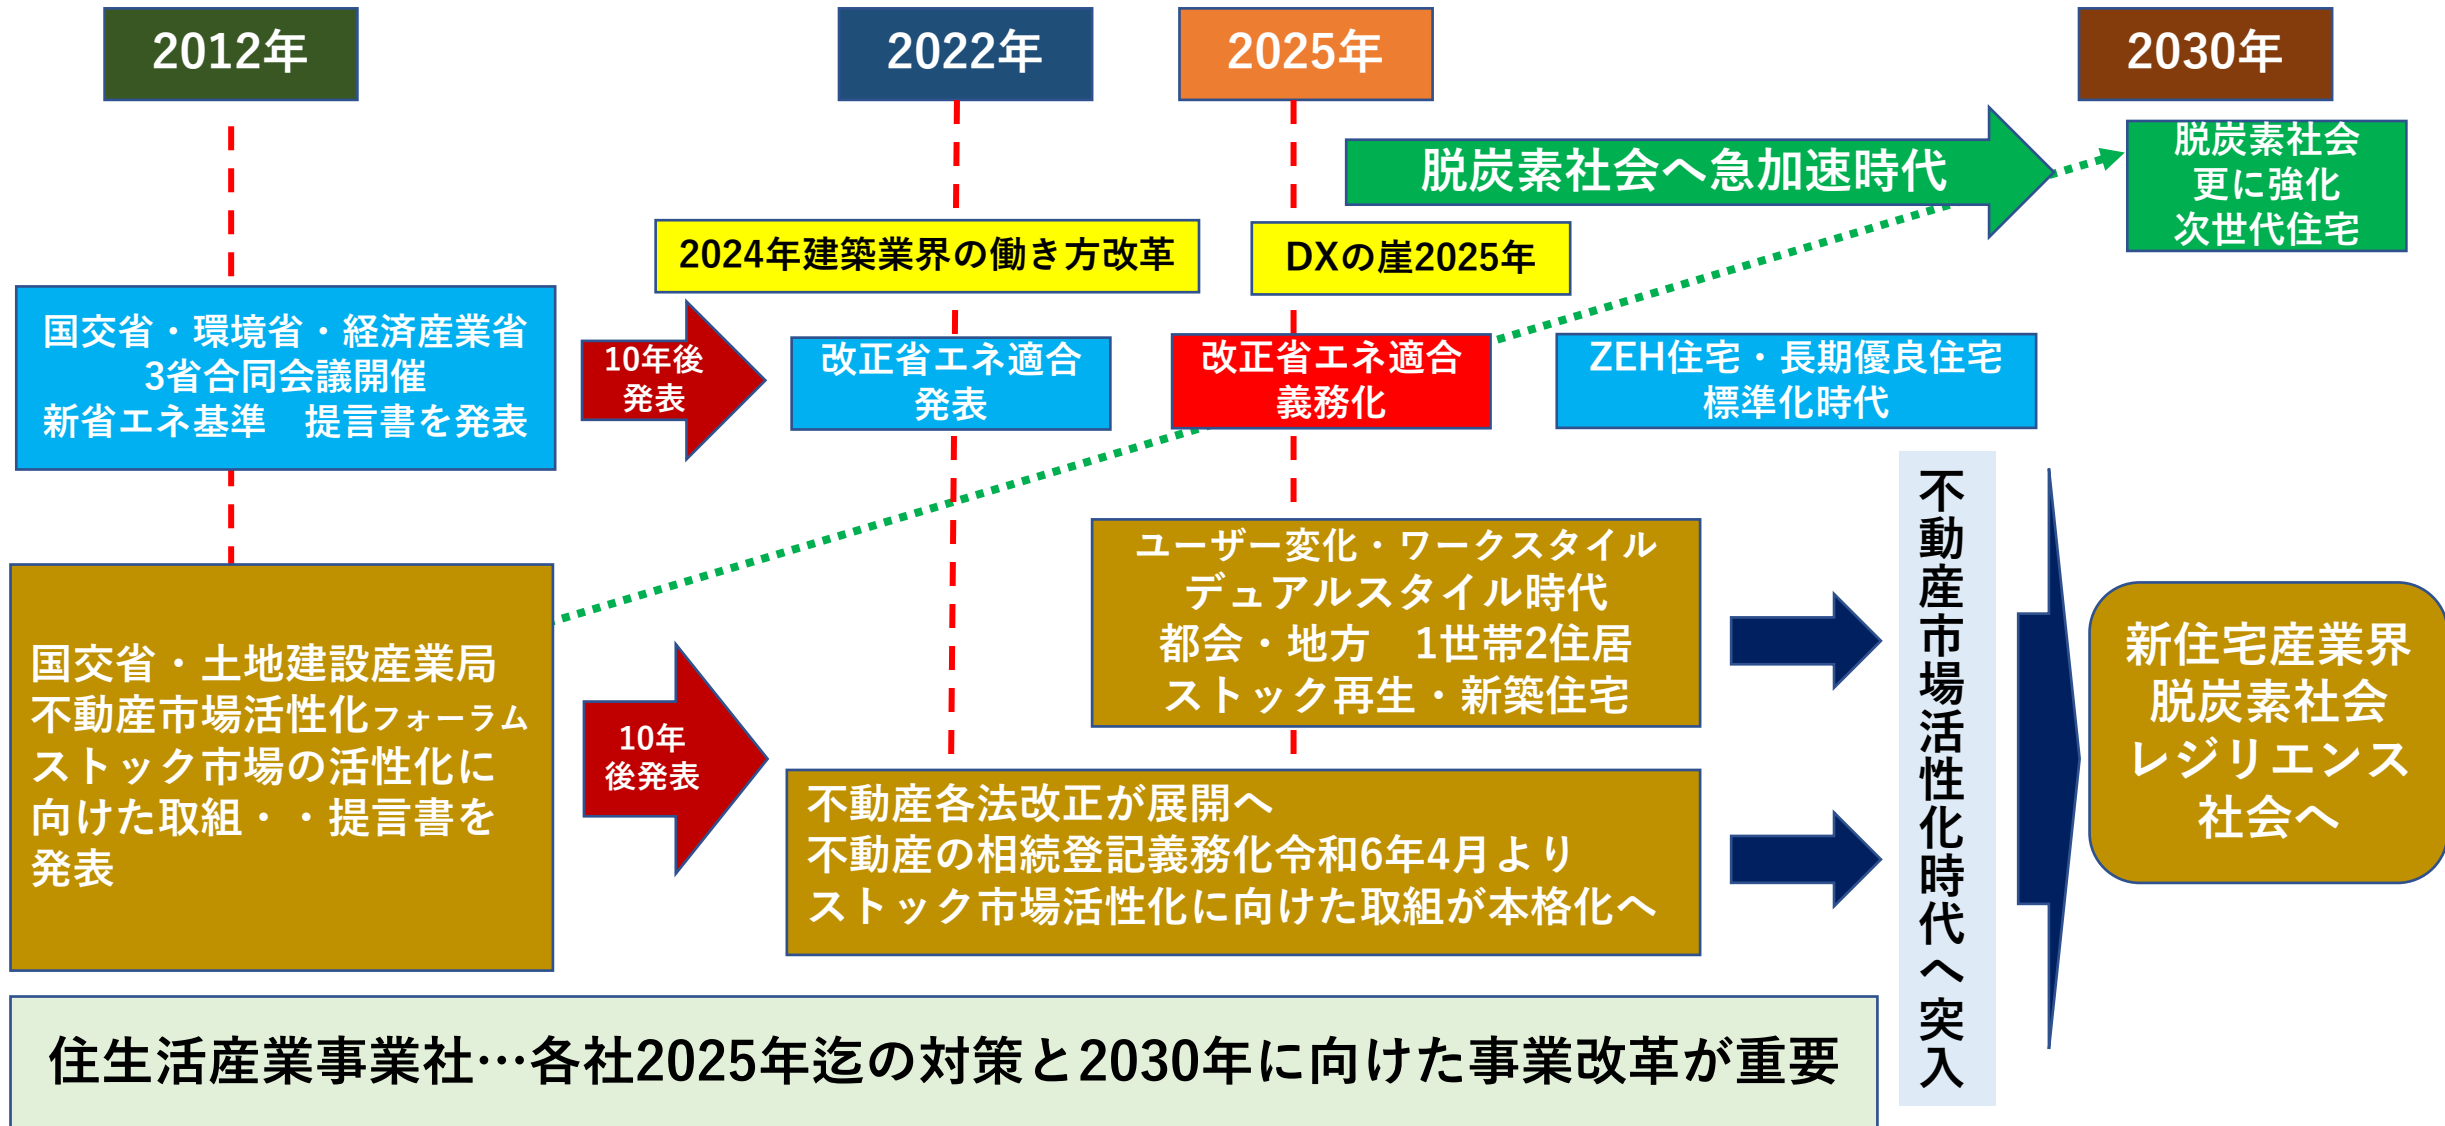 2012年
2022年
2025年
2030年
脱炭素社会へ急加速時代
脱炭素社会
更に強化
次世代住宅
2024年建築業界の働き方改革
DXの崖2025年
国交省・環境省・経済産業省
3省合同会議開催
新省エネ基準　提言書を発表
10年後
発表
改正省エネ適合
発表
改正省エネ適合
義務化
ZEH住宅・長期優良住宅
標準化時代
国交省・土地建設産業局
不動産市場活性化フォーラム
ストック市場の活性化に
向けた取組・・提言書を
発表
10年
後発表
ユーザー変化・ワークスタイル
デュアルスタイル時代
都会・地方　1世帯2住居
ストック再生・新築住宅
不動産各法改正が展開へ
不動産の相続登記義務化令和6年4月より
ストック市場活性化に向けた取組が本格化へ
不動産市場活性化時代へ突入
新住宅産業界
脱炭素社会
レジリエンス
社会へ
住生活産業事業社…各社2025年迄の対策と2030年に向けた事業改革が重要